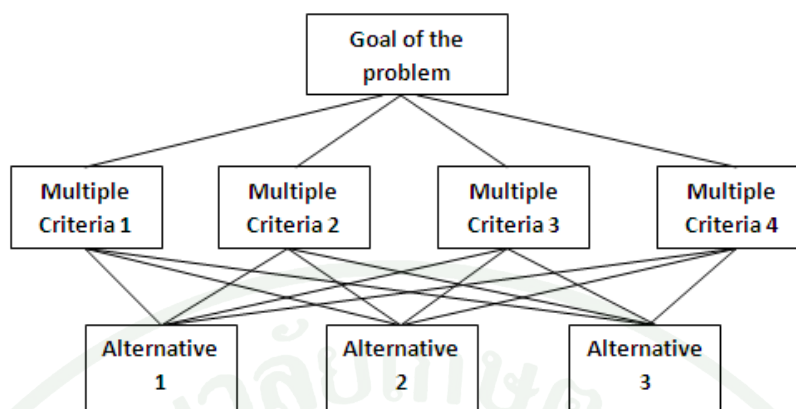 Goal of the
problem
Multiple
Criteria 1
Multiple
Criteria 2
Multiple
Criteria 3
Multiple
Criteria 4
Alternative
1
Alternative
2
Alternative
3